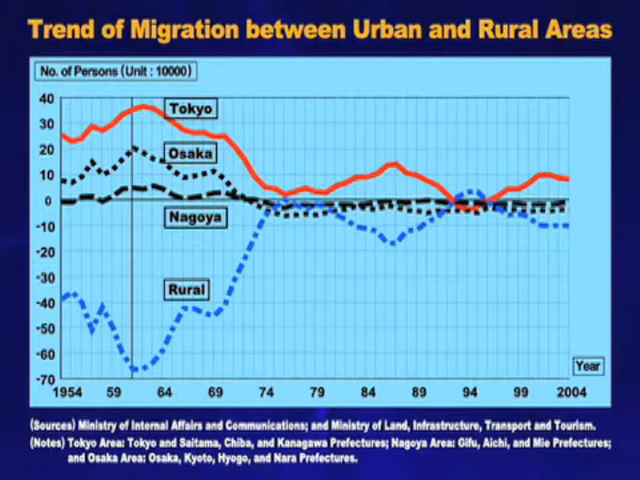 Trend of Migration between Urban and Rural Areas
No. of Persons (Unit : 10000)
40
30
20
10
0
-10
-20
-30
-40
-50
-60
-70
Tokyo
Osaka
Nagoya
Rural
Year
1954 59 64 69 74 79 84 89 94 99 2004
(Sources) Ministry of Internal Affairs and Communications; and Ministry of Land, Infrastructure, Transport and Tourism.
(Notes) Tokyo Area: Tokyo and Saitama, Chiba, and Kanagawa Prefectures; Nagoya Area: Gifu, Aichi, and Mie Prefectures;
and Osaka Area: Osaka, Kyoto, Hyogo, and Nara Prefectures.